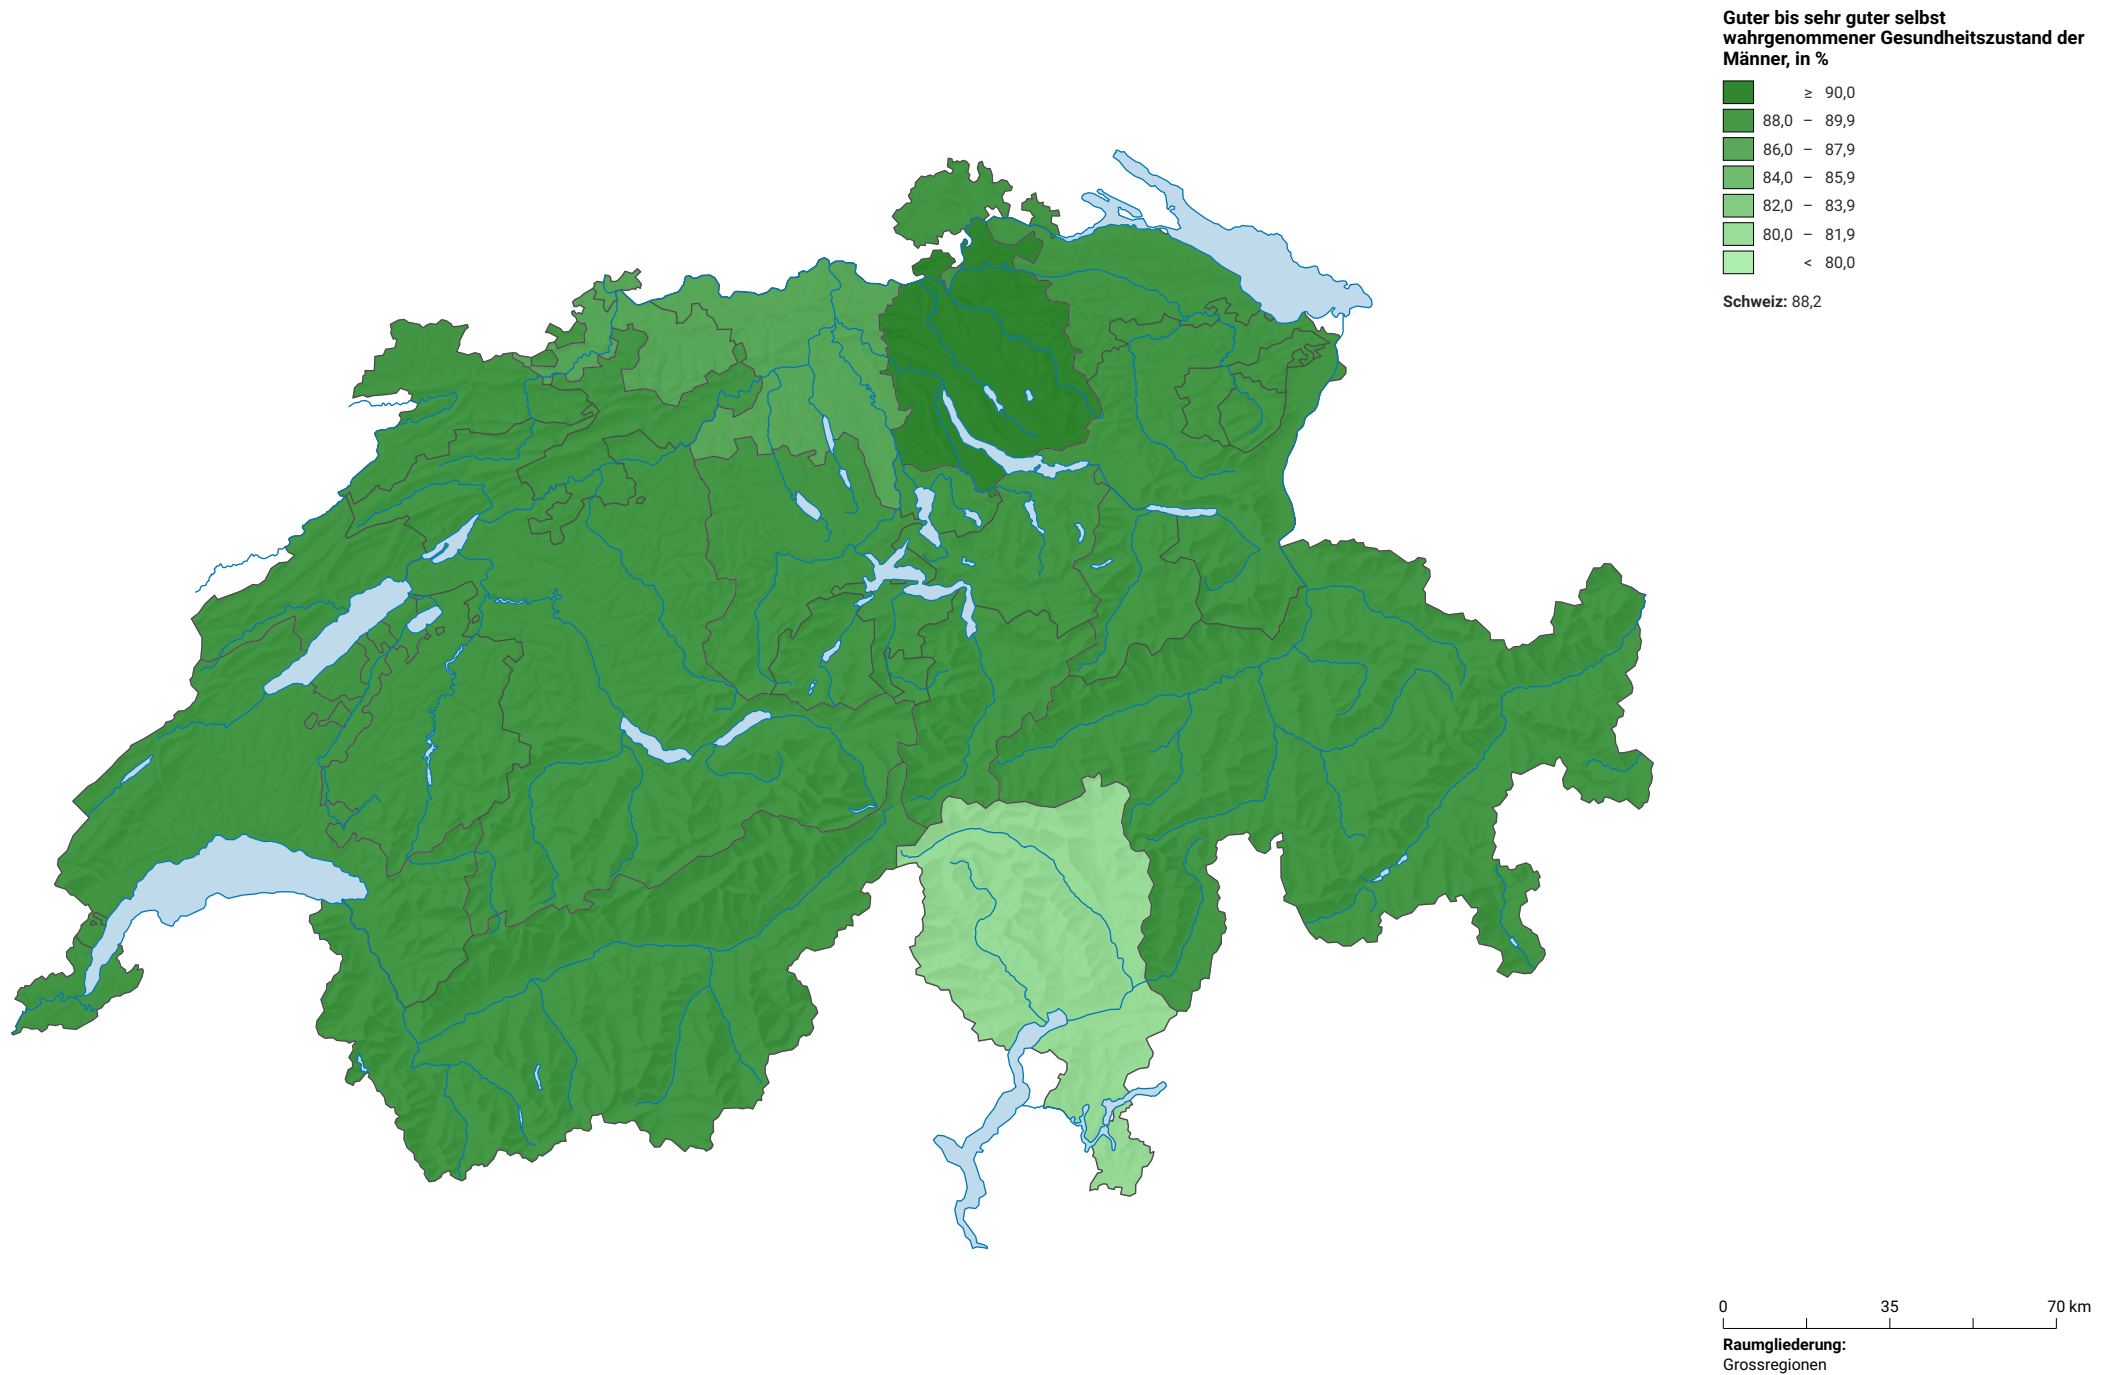 Guter bis sehr guter selbst
wahrgenommener Gesundheitszustand der
Männer, in %
≥ 90,0
88,0 – 89,9
86,0 – 87,9
84,0 – 85,9
82,0 – 83,9
80,0 – 81,9
< 80,0
Schweiz: 88,2
0 35 70 km
Raumgliederung:
Grossregionen